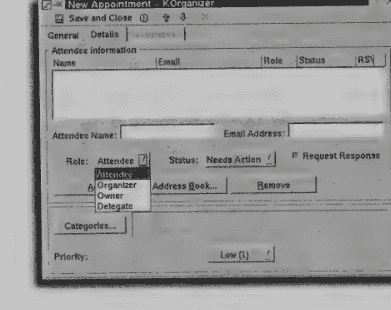 New Appointment - KOrganizer
Save and Close
General Details
Attendee Information
Name Email Role Status RSV
Attendee Name: Email Address:
Role: Attendee Status: Needs Action Request Response
Attendee
Organizer
Owner
Delegate
A Address Book... Remove
Categories...
Priority: Low (1)